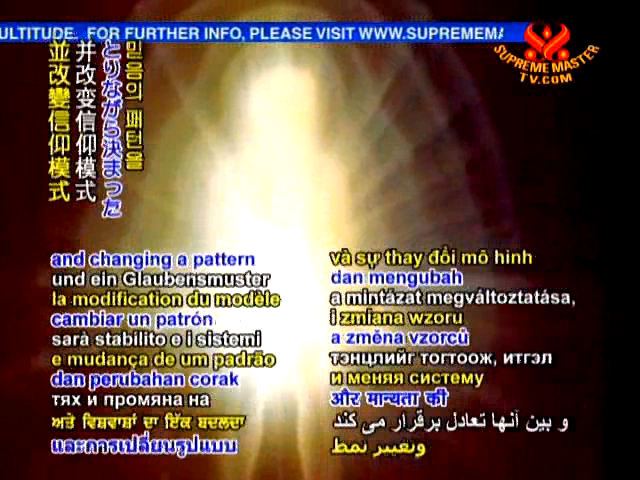 ULTITUDE. FOR FURTHER INFO, PLEASE VISIT WWW.SUPREMEMA
SUPREME MASTER
TV.COM
믿음의 패턴을
とりながら決まった
并改变信仰模式
並改變信仰模式
and changing a pattern
und ein Glaubensmuster
la modification du modèle
cambiar un patrón
sarà stabilito e i sistemi
e mudança de um padrão
dan perubahan corak
тях и промяна на
ਅਤੇ ਵਿਸ਼ਵਾਸ਼ਾਂ ਦਾ ਇੱਕ ਬਦਲਦਾ
และการเปลี่ยนรูปแบบ
và sự thay đổi mô hình
dan mengubah
a mintázat megváltoztatása,
i zmiana wzoru
a změna vzorců
тэнцлийг тогтоож, итгэл
и меняя систему
और मान्यता की
و بین آنها تعادل برقرار می کند
وتغيير نمط